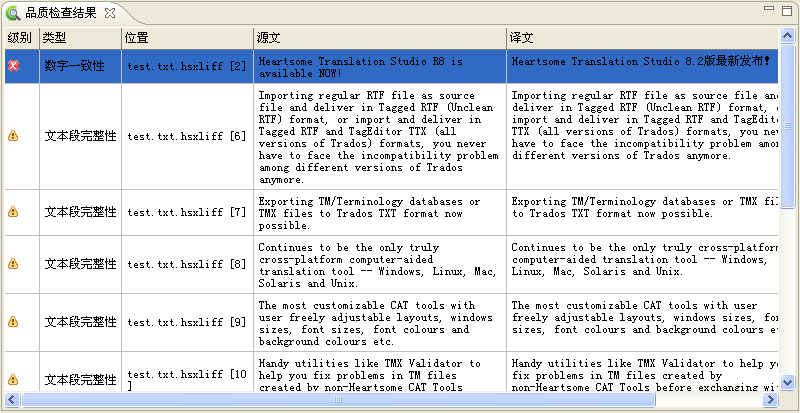 品质检查结果
级别 类型 位置 源文 译文
数字一致性 test.txt.hsxliff [2] Heartsome Translation Studio R8 is Heartsome Translation Studio 8.2版最新发布!
available NOW!
Importing regular RTF file as source Importing regular RTF file as source file an
file and deliver in Tagged RTF (Unclean deliver in Tagged RTF (Unclean RTF) format, o
RTF) format, or import and deliver in import and deliver in Tagged RTF and TagEdito
文本段完整性 test.txt.hsxliff [6] Tagged RTF and TagEditor TTX (all TTX (all versions of Trados) formats, you nev
versions of Trados) formats, you never have to face the incompatibility problem amon
have to face the incompatibility problem different versions of Trados anymore.
among different versions of Trados
anymore.
Exporting TM/Terminology databases or Exporting TM/Terminology databases or TMX fil
文本段完整性 test.txt.hsxliff [7] TMX files to Trados TXT format now to Trados TXT format now possible.
possible.
Continues to be the only truly Continues to be the only truly cross-platform
文本段完整性 test.txt.hsxliff [8] cross-platform computer-aided computer-aided translation tool -- Windows,
translation tool -- Windows, Linux, Mac, Linux, Mac, Solaris and Unix.
Solaris and Unix.
The most customizable CAT tools with The most customizable CAT tools with user
文本段完整性 test.txt.hsxliff [9] user freely adjustable layouts, windows freely adjustable layouts, windows sizes, fon
sizes, font sizes, font colours and sizes, font colours and background colours et
background colours etc.
Handy utilities like TMX Validator to Handy utilities like TMX Validator to help yo
文本段完整性 test.txt.hsxliff [10 help you fix problems in TM files fix problems in TM files created by
] created by non-Heartsome CAT Tools non-Heartsome CAT Tools before exchanging wi